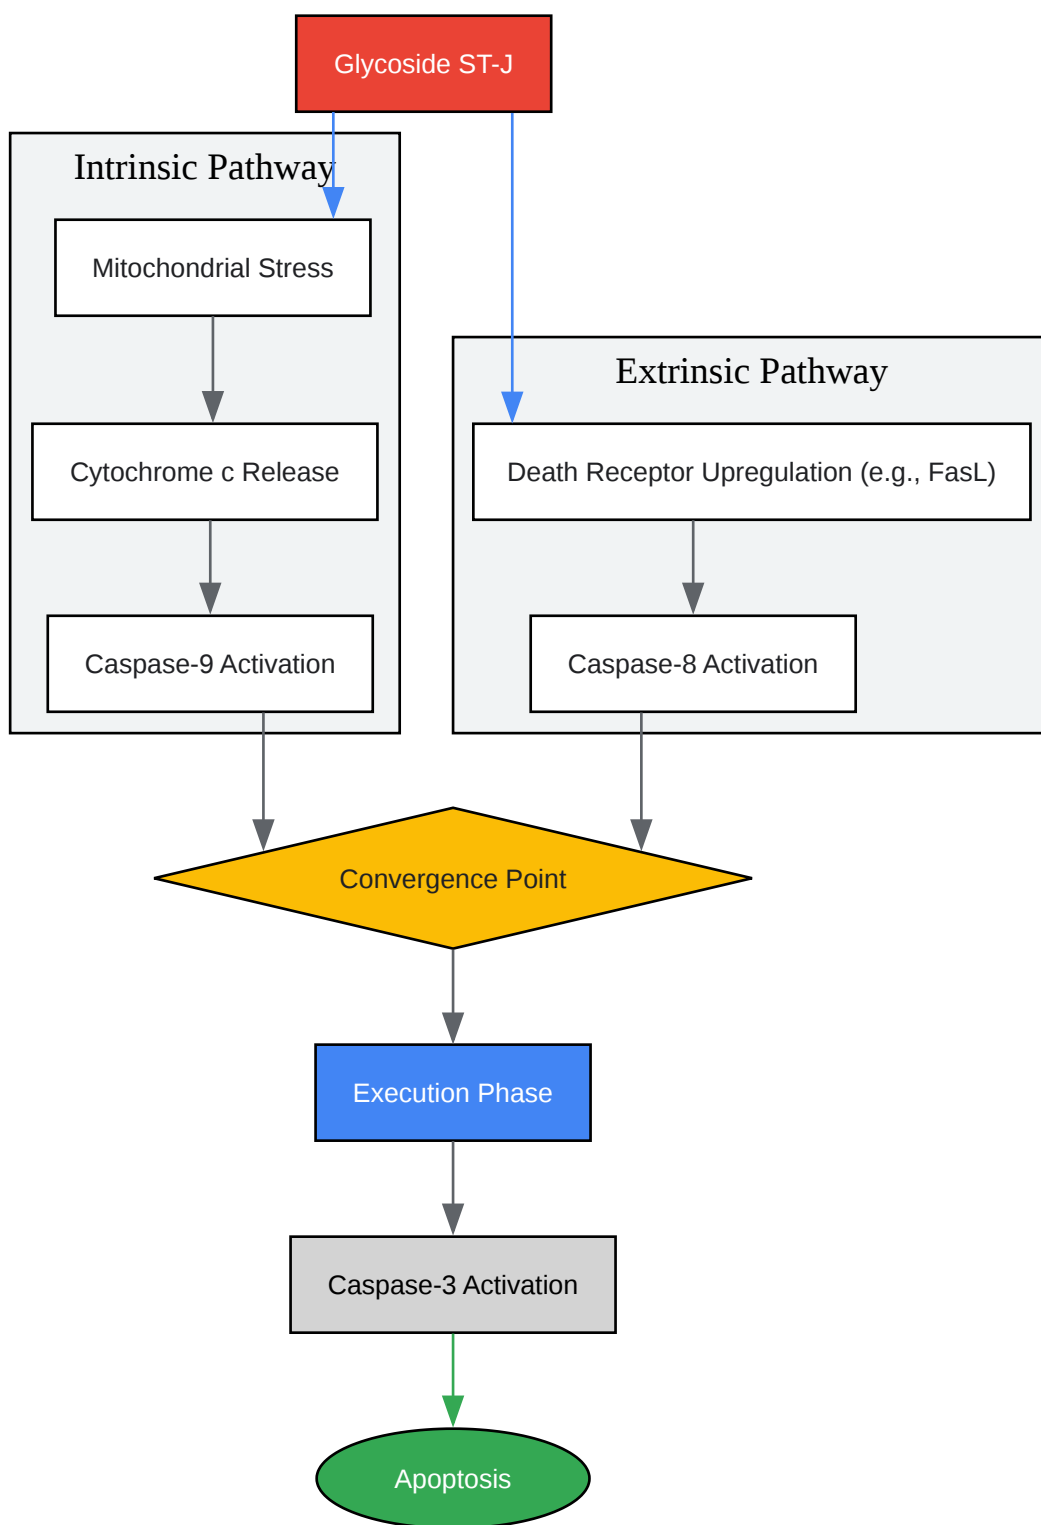 Glycoside ST-J
Intrinsic Pathway
Mitochondrial Stress
Extrinsic Pathway
Cytochrome c Release
Death Receptor Upregulation (e.g., FasL)
Caspase-9 Activation
Caspase-8 Activation
Convergence Point
Execution Phase
Caspase-3 Activation
Apoptosis